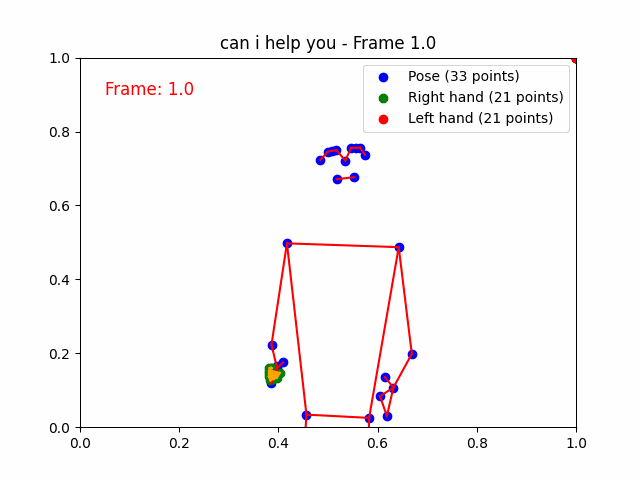 can i help you - Frame 1.0
Frame: 1.0
Pose (33 points)
Right hand (21 points)
Left hand (21 points)
1.0
0.8
0.6
0.4
0.2
0.0
0.0 0.2 0.4 0.6 0.8 1.0